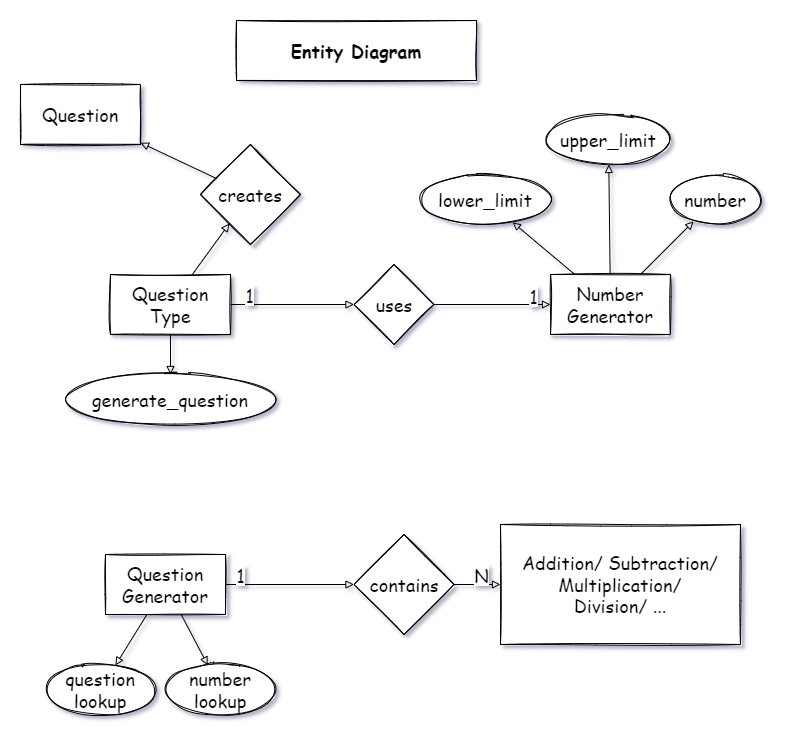 Entity Diagram
Question
upper_limit
creates
lower_limit
number
Question
Type
1
uses
1
Number
Generator
generate_question
Question
Generator
1
contains
N
Addition/ Subtraction/
Multiplication/
Division/ ...
question
lookup
number
lookup